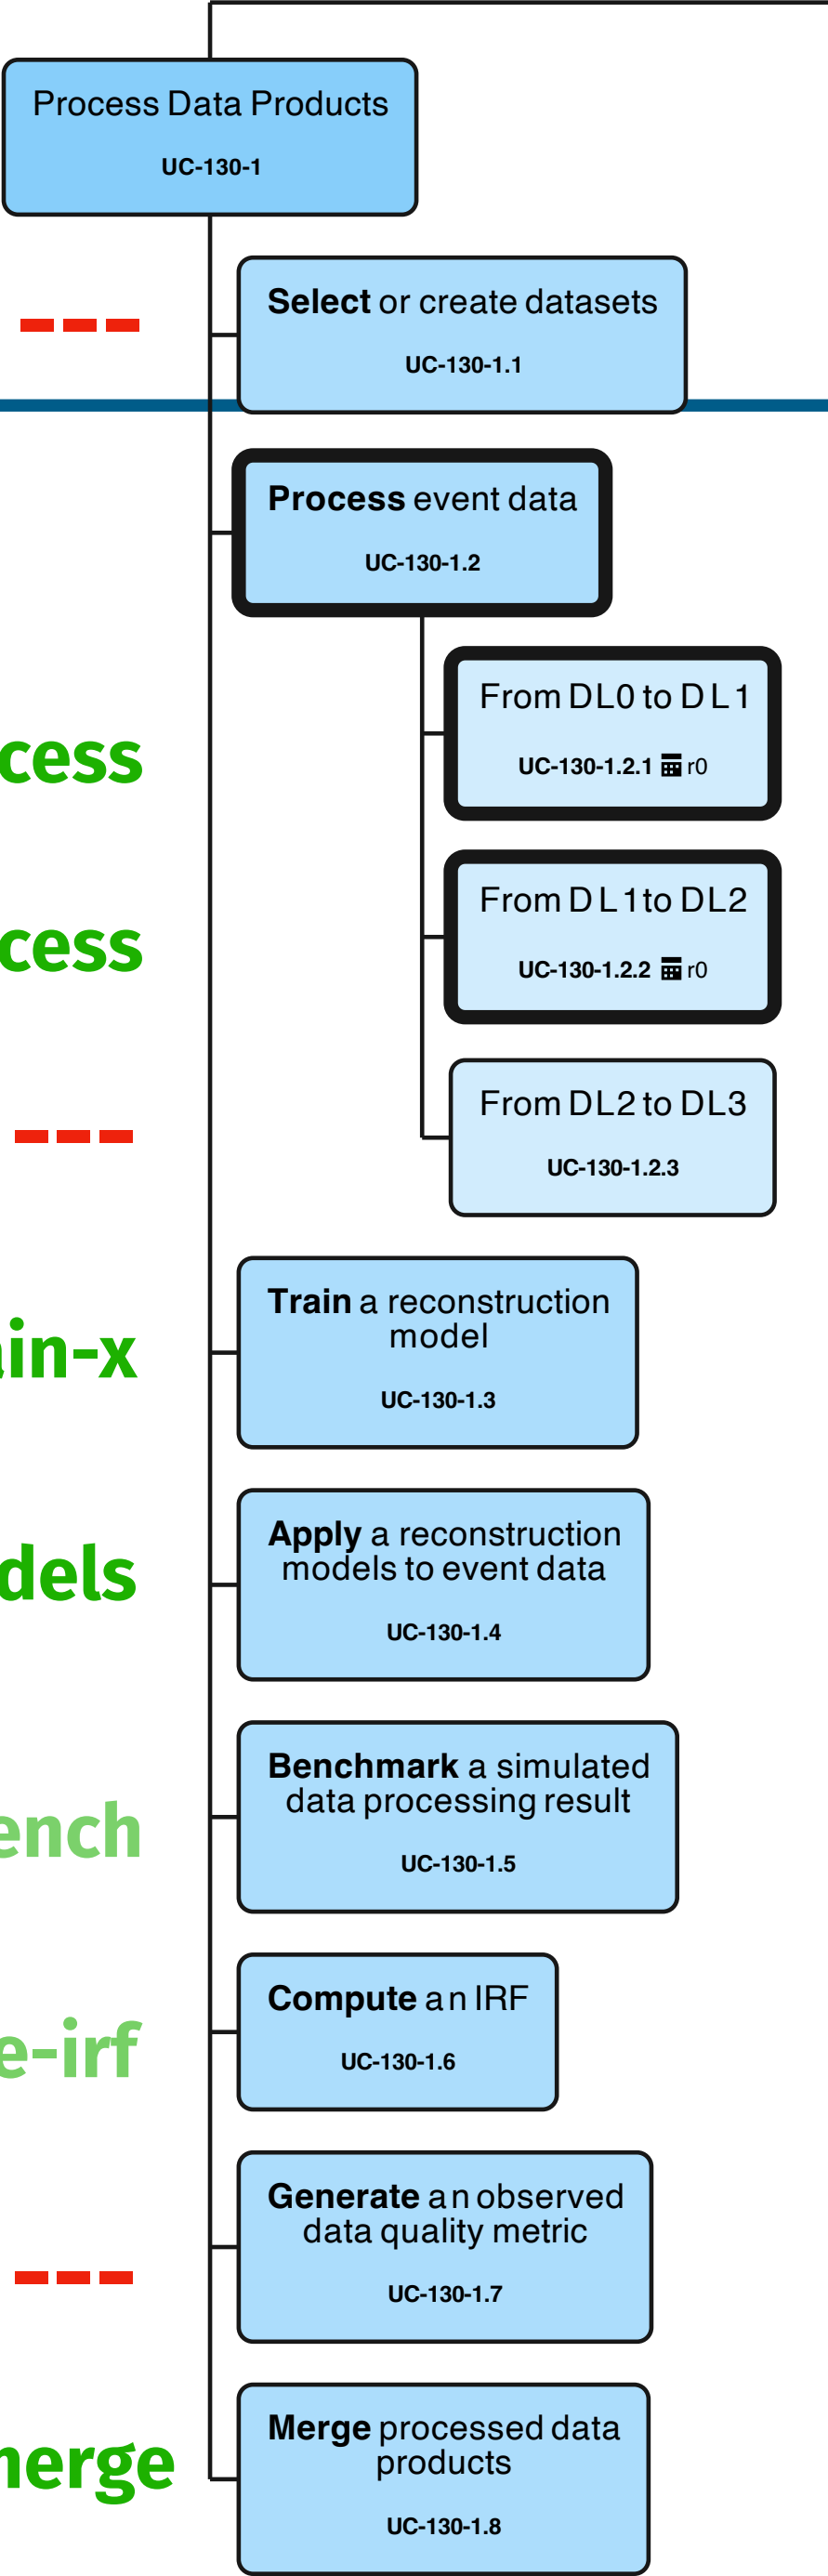 Process Data Products
UC-130-1
---
Select or create datasets
UC-130-1.1
Process event data
UC-130-1.2
cess
From DL0 to DL1
UC-130-1.2.1 r0
cess
From DL1 to DL2
UC-130-1.2.2 r0
---
From DL2 to DL3
UC-130-1.2.3
ain-x
Train a reconstruction
model
UC-130-1.3
dels
Apply a reconstruction
models to event data
UC-130-1.4
ench
Benchmark a simulated
data processing result
UC-130-1.5
e-irf
Compute an IRF
UC-130-1.6
---
Generate an observed
data quality metric
UC-130-1.7
merge
Merge processed data
products
UC-130-1.8